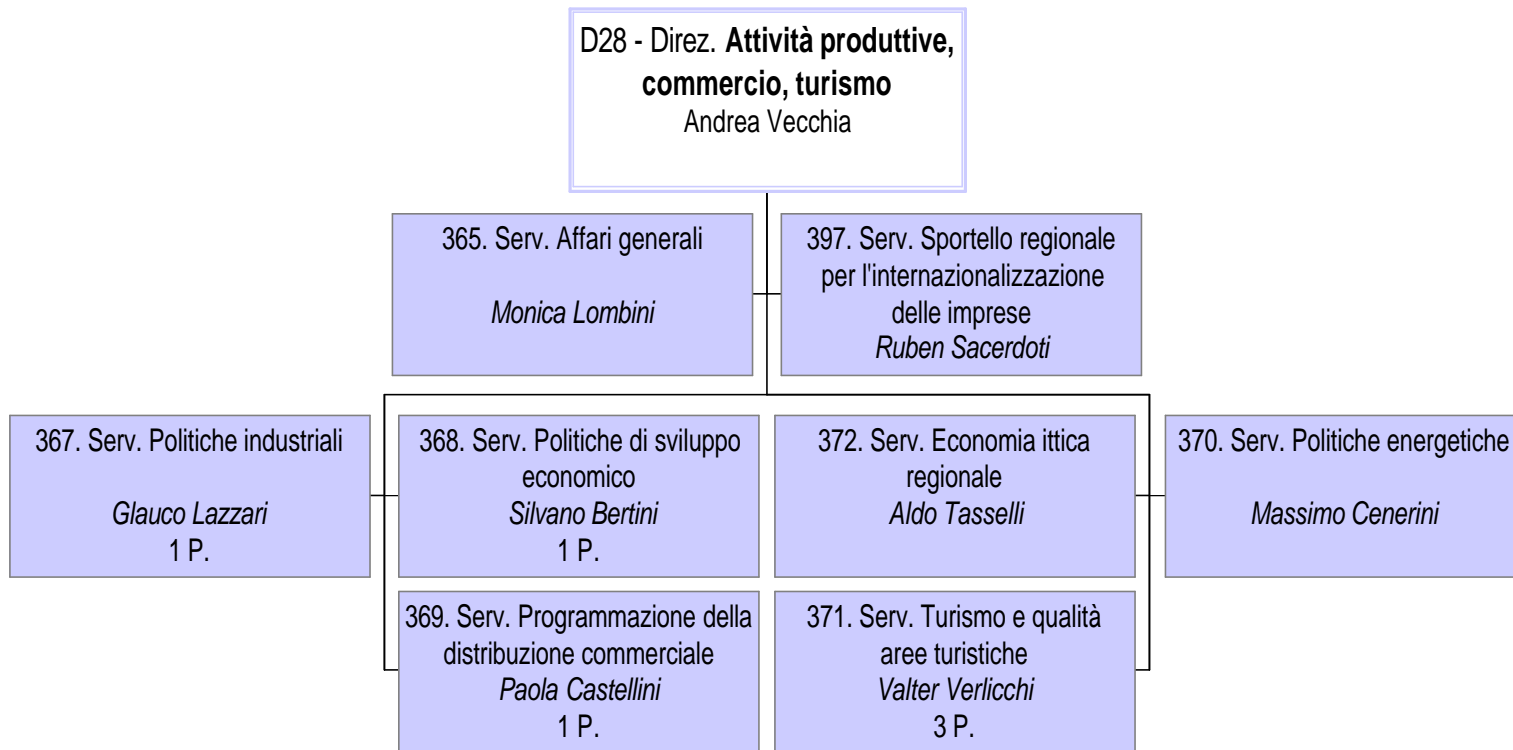 D28 - Direz. Attività produttive,
commercio, turismo
Andrea Vecchia
365. Serv. Affari generali
Monica Lombini
397. Serv. Sportello regionale
per l'internazionalizzazione
delle imprese
Ruben Sacerdoti
367. Serv. Politiche industriali
Glauco Lazzari
1 P.
368. Serv. Politiche di sviluppo
economico
Silvano Bertini
1 P.
372. Serv. Economia ittica
regionale
Aldo Tasselli
370. Serv. Politiche energetiche
Massimo Cenerini
369. Serv. Programmazione della
distribuzione commerciale
Paola Castellini
1 P.
371. Serv. Turismo e qualità
aree turistiche
Valter Verlicchi
3 P.